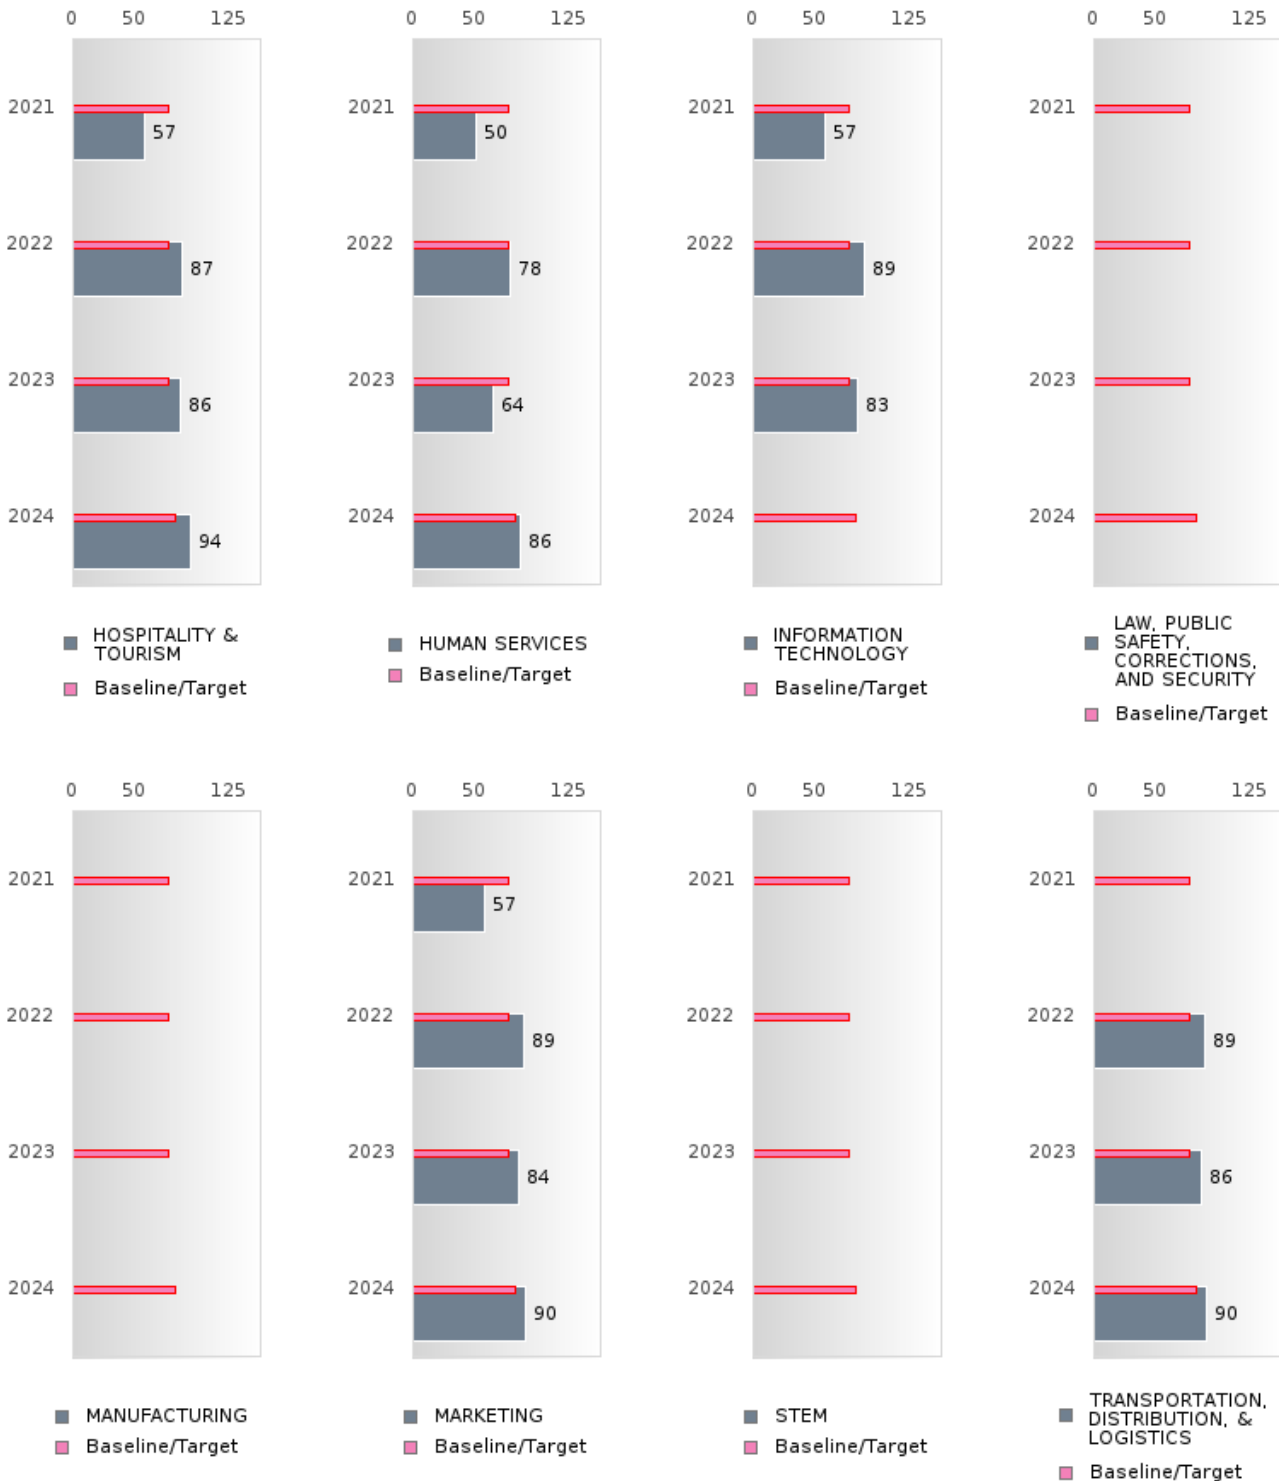 0 50 125
2021
57
2022
87
2023
86
2024
94
HOSPITALITY &
TOURISM
Baseline/Target
0 50 125
2021
50
2022
78
2023
64
2024
86
HUMAN SERVICES
Baseline/Target
0 50 125
2021
57
2022
89
2023
83
2024
INFORMATION
TECHNOLOGY
Baseline/Target
0 50 125
2021
2022
2023
2024
LAW, PUBLIC
SAFETY,
CORRECTIONS,
AND SECURITY
Baseline/Target
0 50 125
2021
2022
2023
2024
MANUFACTURING
Baseline/Target
0 50 125
2021
57
2022
89
2023
84
2024
90
MARKETING
Baseline/Target
0 50 125
2021
2022
2023
2024
STEM
Baseline/Target
0 50 125
2021
2022
89
2023
86
2024
90
TRANSPORTATION,
DISTRIBUTION, &
LOGISTICS
Baseline/Target